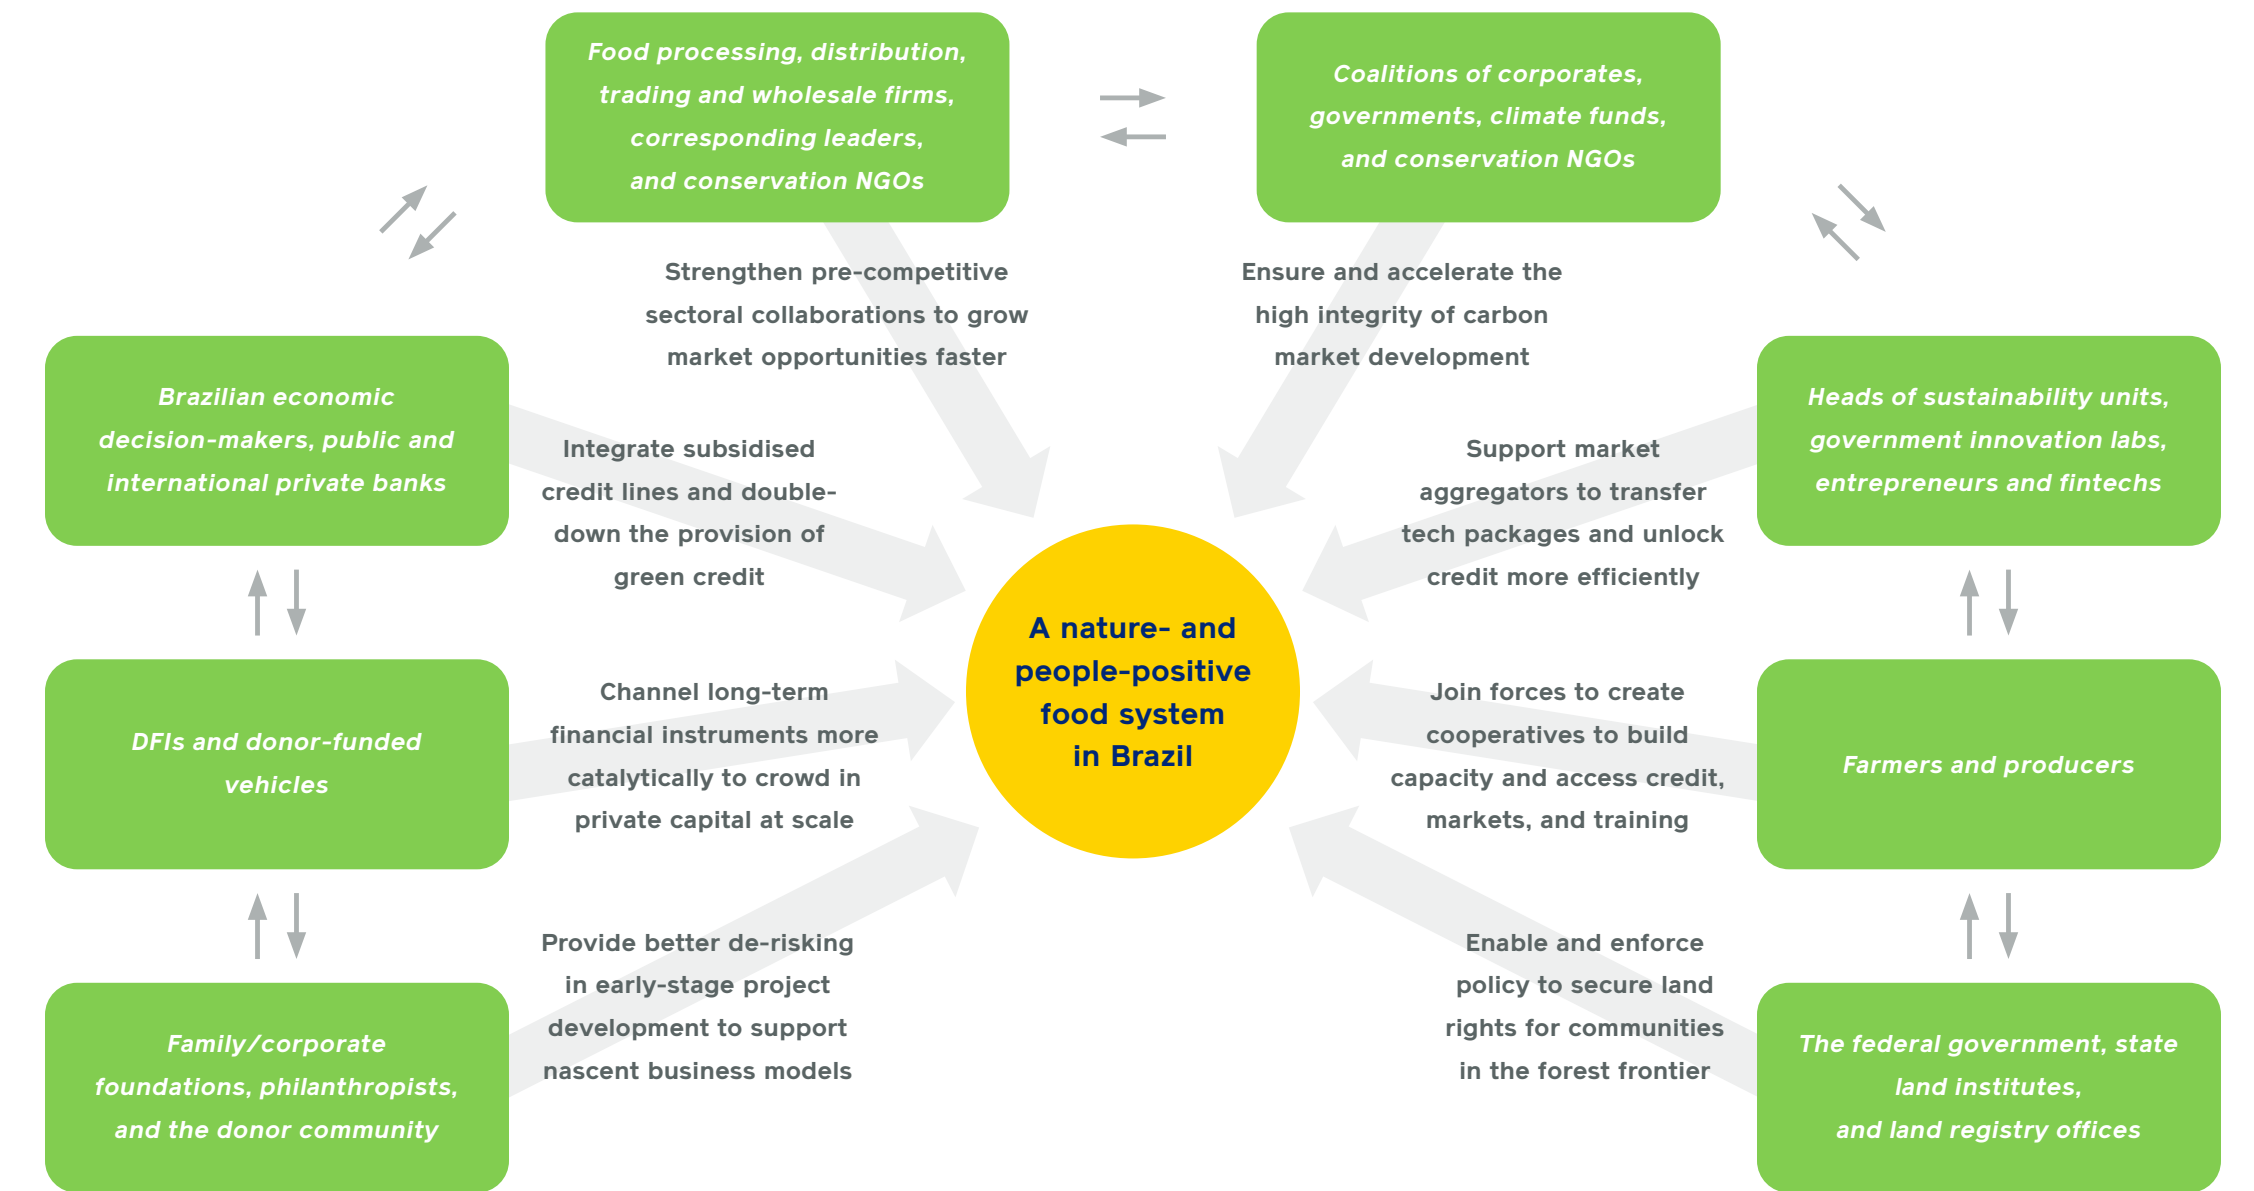 Food processing, distribution,
trading and wholesale firms,
corresponding leaders,
and conservation NGOs
Coalitions of corporates,
governments, climate funds,
and conservation NGOs
Strengthen pre-competitive
sectoral collaborations to grow
market opportunities faster
Ensure and accelerate the
high integrity of carbon
market development
Brazilian economic
decision-makers, public and
international private banks
Integrate subsidised
credit lines and double-
down the provision of
green credit
Support market
aggregators to transfer
tech packages and unlock
credit more efficiently
Heads of sustainability units,
government innovation labs,
entrepreneurs and fintechs
A nature- and
people-positive
food system
in Brazil
DFIs and donor-funded
vehicles
Channel long-term
financial instruments more
catalytically to crowd in
private capital at scale
Join forces to create
cooperatives to build
capacity and access credit,
markets, and training
Farmers and producers
Family/corporate
foundations, philanthropists,
and the donor community
Provide better de-risking
in early-stage project
development to support
nascent business models
Enable and enforce
policy to secure land
rights for communities
in the forest frontier
The federal government, state
land institutes,
and land registry offices